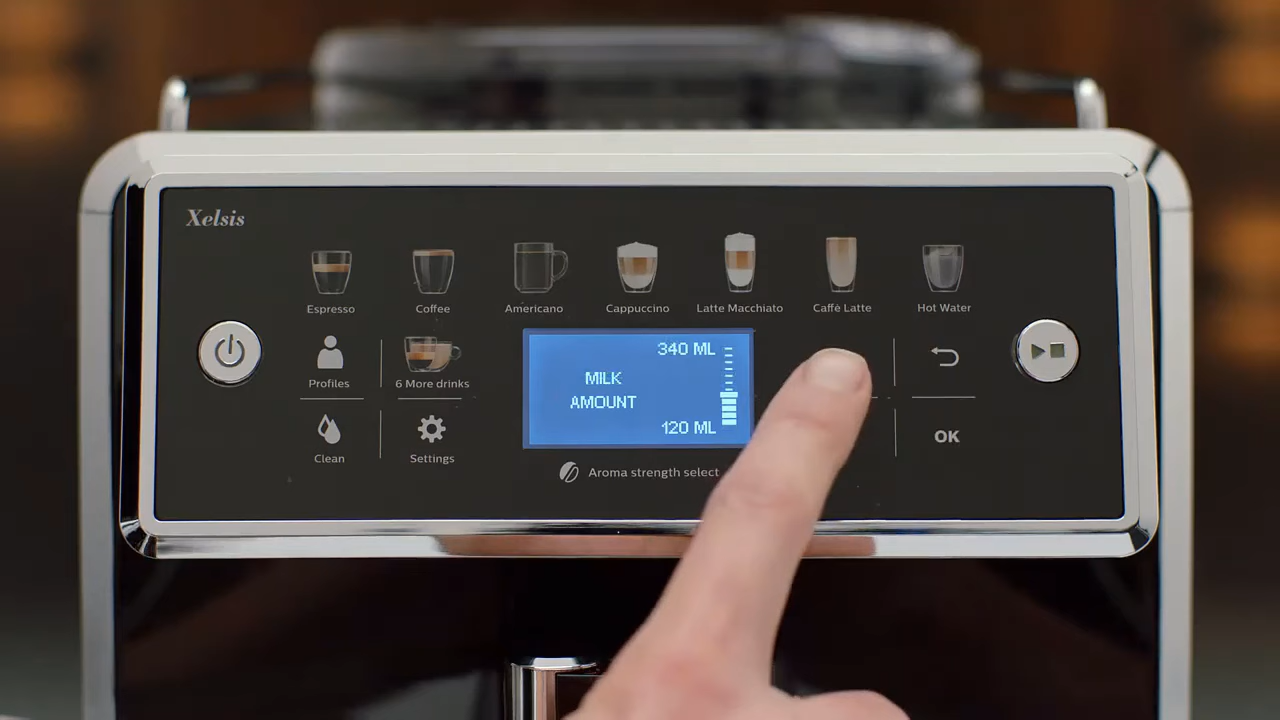 Xelsis
Espresso
Coffee
Americano
Cappuccino
Latte Macchiato
Caffè Latte
Hot Water
Profiles
6 More drinks
340 ML
MILK
AMOUNT
120 ML
Clean
Settings
OK
Aroma strength select